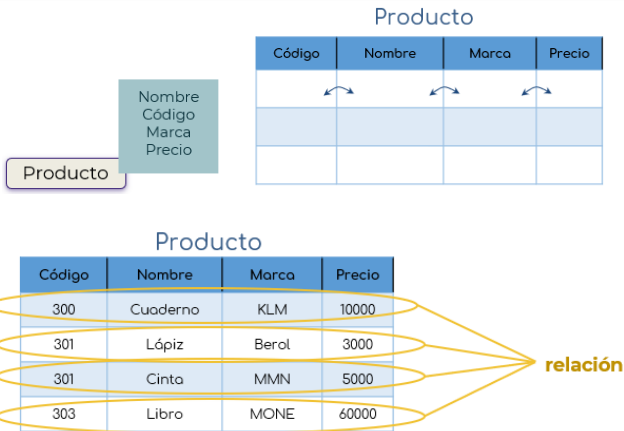 Producto
Código Nombre Marca Precio
Nombre
Código
Marca
Precio
Producto
Producto
Código Nombre Marca Precio
300 Cuaderno KLM 10000
301 Lápiz Berol 3000
301 Cinta MMN 5000
303 Libro MONE 60000
relación